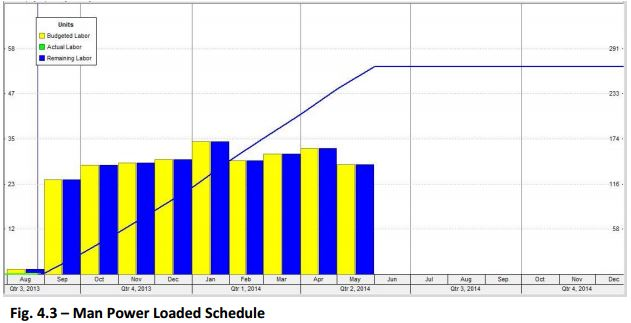 Units
Budgeted Labor
Actual Labor
Remaining Labor
58 291
47 233
35 174
23 116
12 58
Aug Sep Oct Nov Dec Jan Feb Mar Apr May Jun Jul Aug Sep Oct Nov Dec
Qtr 3, 2013 Qtr 4, 2013 Qtr 1, 2014 Qtr 2, 2014 Qtr 3, 2014 Qtr 4, 2014
Fig. 4.3 – Man Power Loaded Schedule